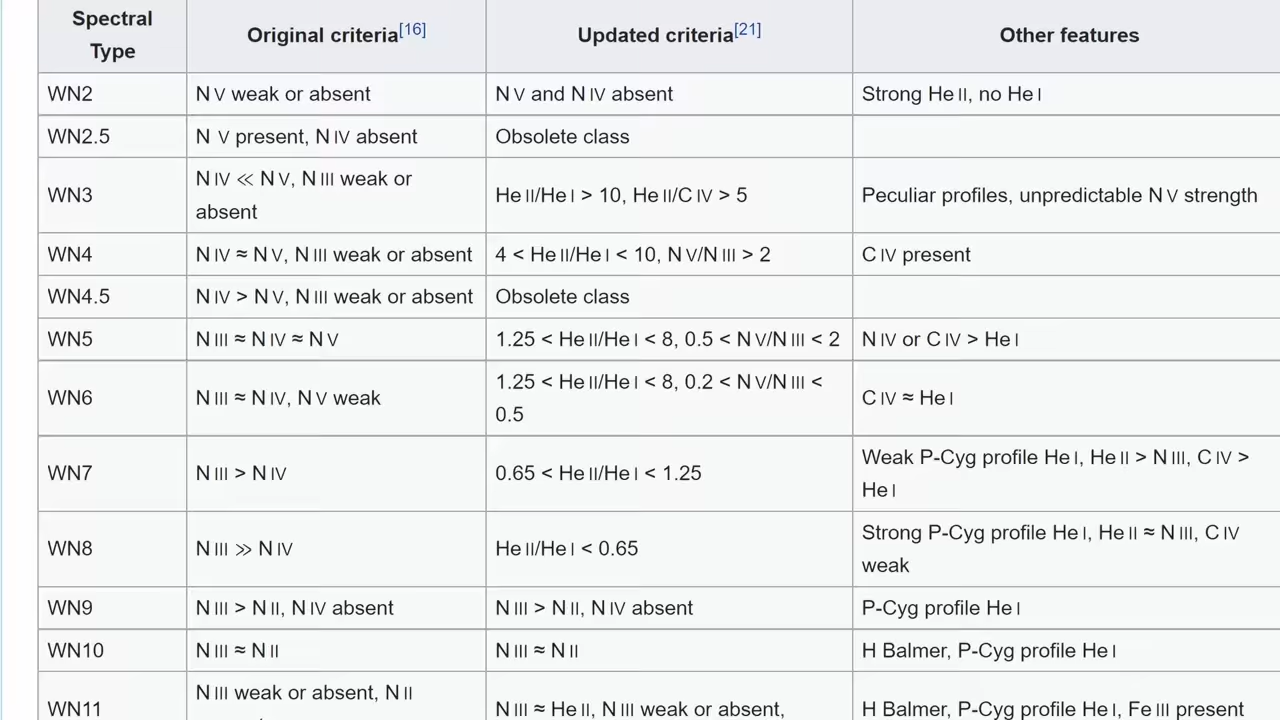 Spectral Type Original criteria[16] Updated criteria[21] Other features
WN2 N V weak or absent N V and N IV absent Strong He II, no He I
WN2.5 N V present, N IV absent Obsolete class
WN3 N IV ≪ N V, N III weak or absent He II/He I > 10, He II/C IV > 5 Peculiar profiles, unpredictable N V strength
WN4 N IV ≈ N V, N III weak or absent 4 < He II/He I < 10, N V/N III > 2 C IV present
WN4.5 N IV > N V, N III weak or absent Obsolete class
WN5 N III ≈ N IV ≈ N V 1.25 < He II/He I < 8, 0.5 < N V/N III < 2 N IV or C IV > He I
WN6 N III ≈ N IV, N V weak 1.25 < He II/He I < 8, 0.2 < N V/N III < 0.5 C IV ≈ He I
WN7 N III > N IV 0.65 < He II/He I < 1.25 Weak P-Cyg profile He I, He II > N III, C IV > He I
WN8 N III ≫ N IV He II/He I < 0.65 Strong P-Cyg profile He I, He II ≈ N III, C IV weak
WN9 N III > N II, N IV absent N III > N II, N IV absent P-Cyg profile He I
WN10 N III ≈ N II N III ≈ N II H Balmer, P-Cyg profile He I
WN11 N III weak or absent, N II N III ≈ He II, N III weak or absent, H Balmer, P-Cyg profile He I, Fe III present